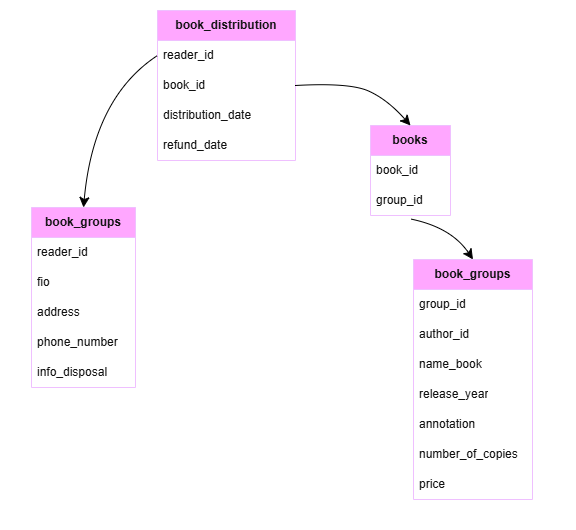 book_distribution
reader_id
book_id
distribution_date
refund_date
books
book_id
group_id
book_groups
reader_id
fio
address
phone_number
info_disposal
book_groups
group_id
author_id
name_book
release_year
annotation
number_of_copies
price